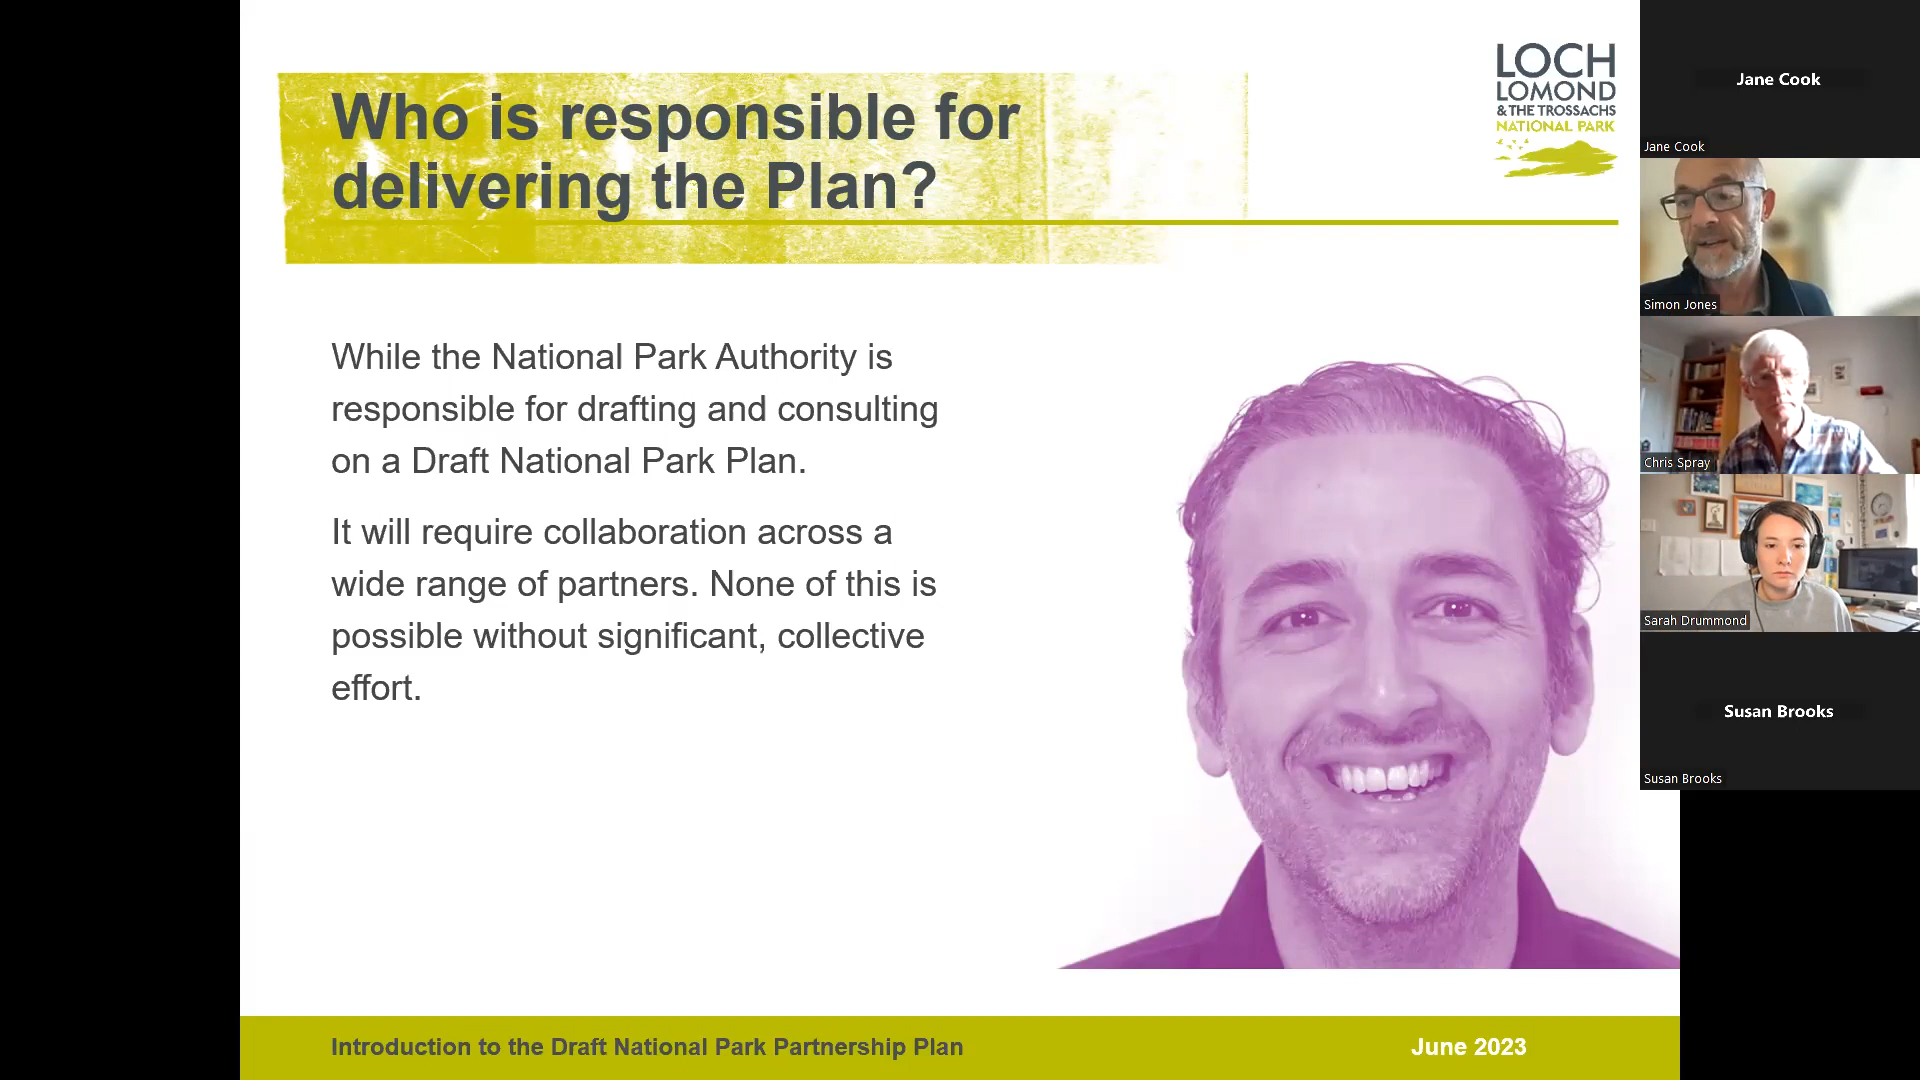 Who is responsible for
delivering the Plan?
LOCH
LOMOND
& THE TROSSACHS
NATIONAL PARK
While the National Park Authority is
responsible for drafting and consulting
on a Draft National Park Plan.
It will require collaboration across a
wide range of partners. None of this is
possible without significant, collective
effort.
Introduction to the Draft National Park Partnership Plan
June 2023
Jane Cook
Jane Cook
Simon Jones
Chris Spray
Sarah Drummond
Susan Brooks
Susan Brooks